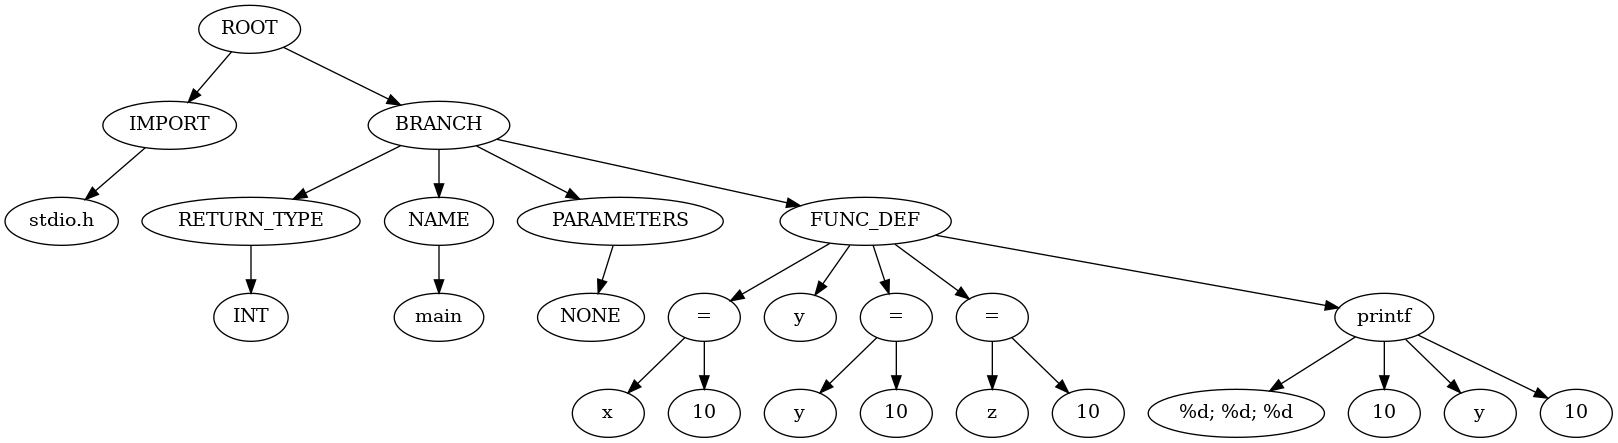 ROOT
IMPORT
BRANCH
stdio.h
RETURN_TYPE
NAME
PARAMETERS
FUNC_DEF
INT
main
NONE
=
y
=
=
printf
x
10
y
10
z
10
%d; %d; %d
10
y
10